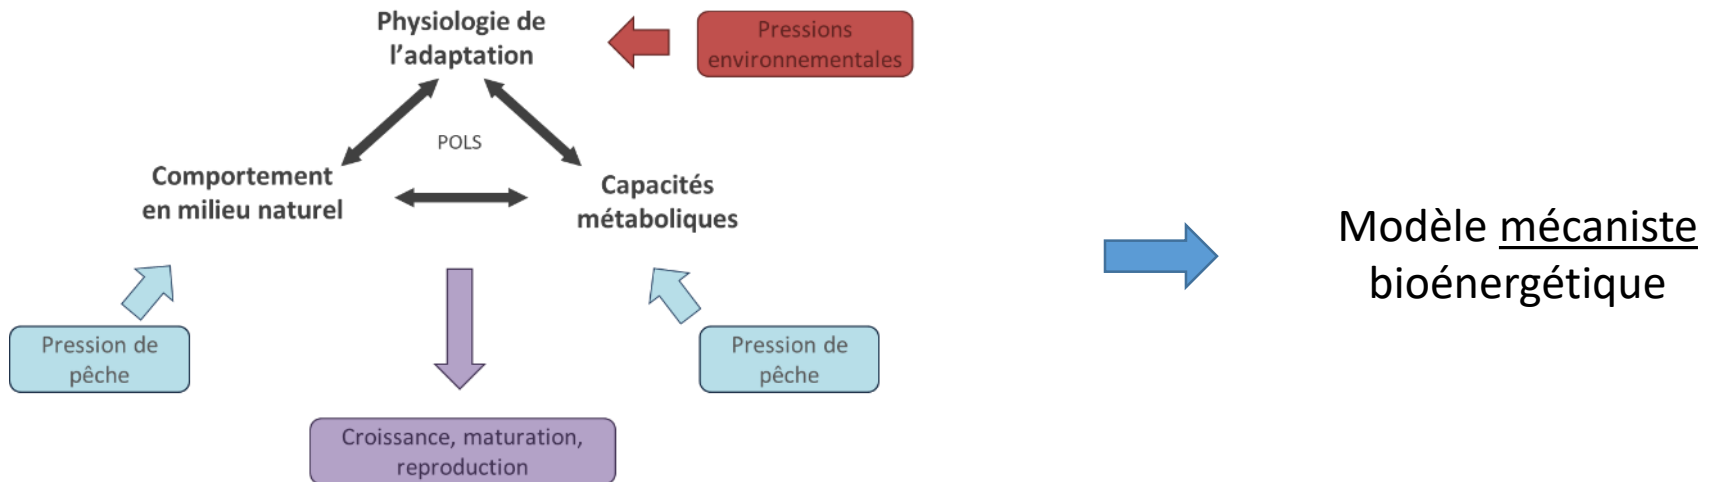 Physiologie de
l'adaptation
Pressions
environnementales
POLS
Comportement
en milieu naturel
Capacités
métaboliques
Modèle mécaniste
bioénergétique
Pression de
pêche
Pression de
pêche
Croissance, maturation,
reproduction